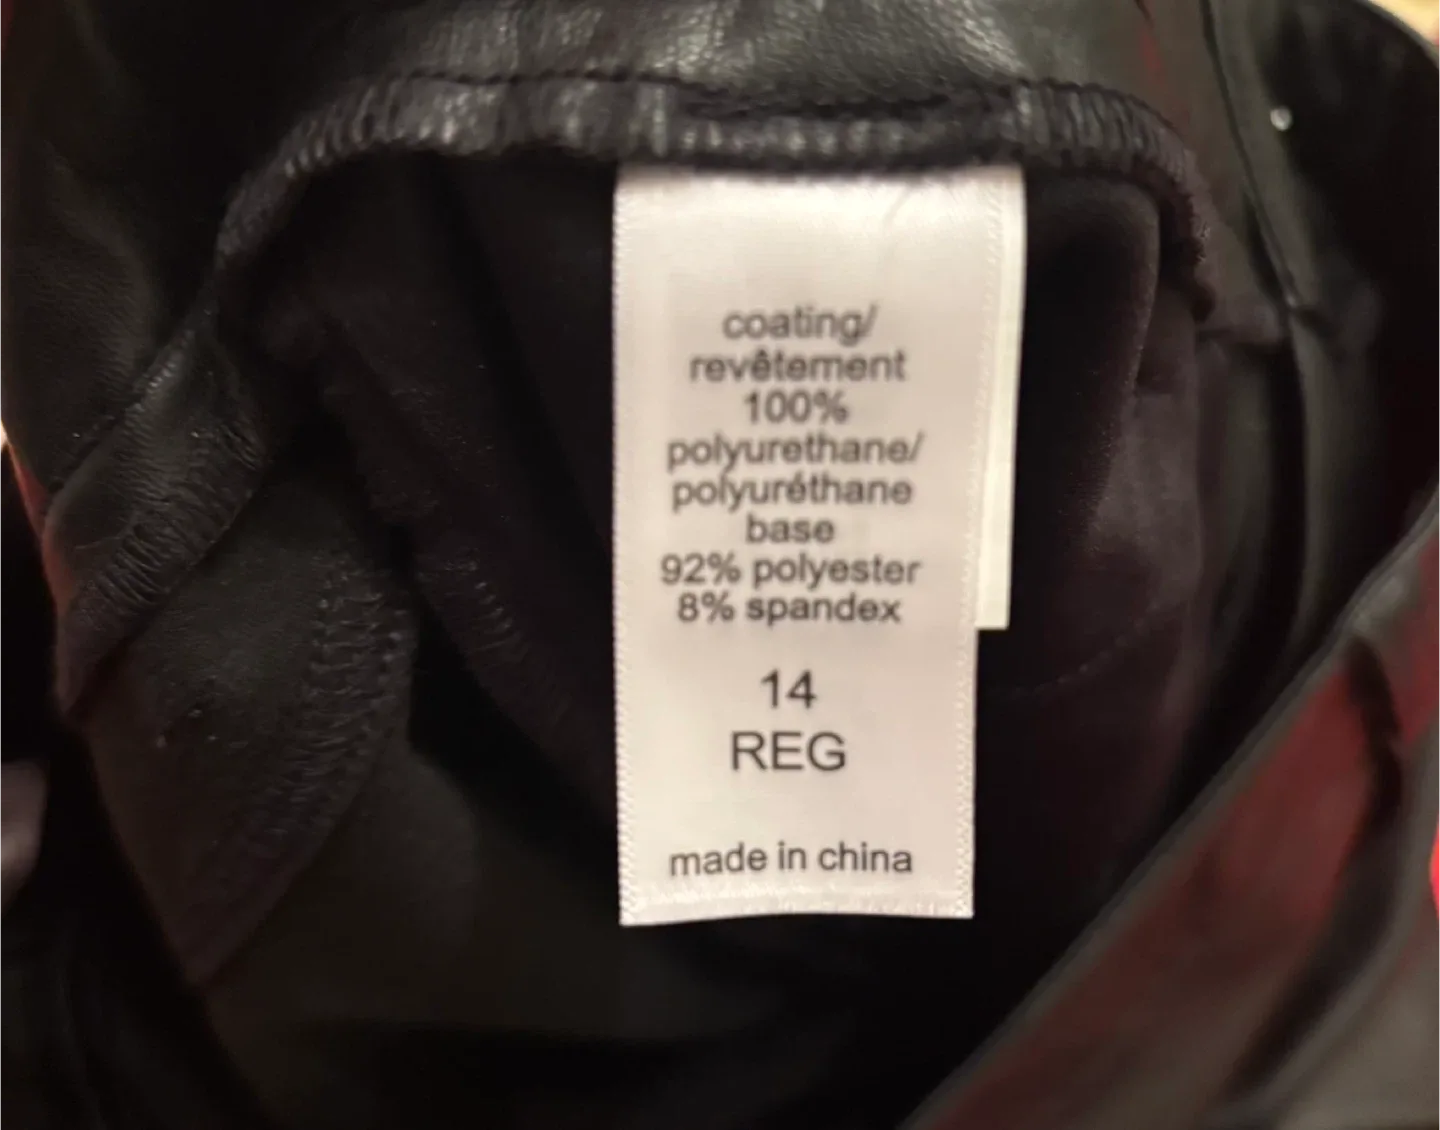 coating/
revêtement
100%
polyurethane/
polyuréthane
base
92% polyester
8% spandex
14
REG
made in china